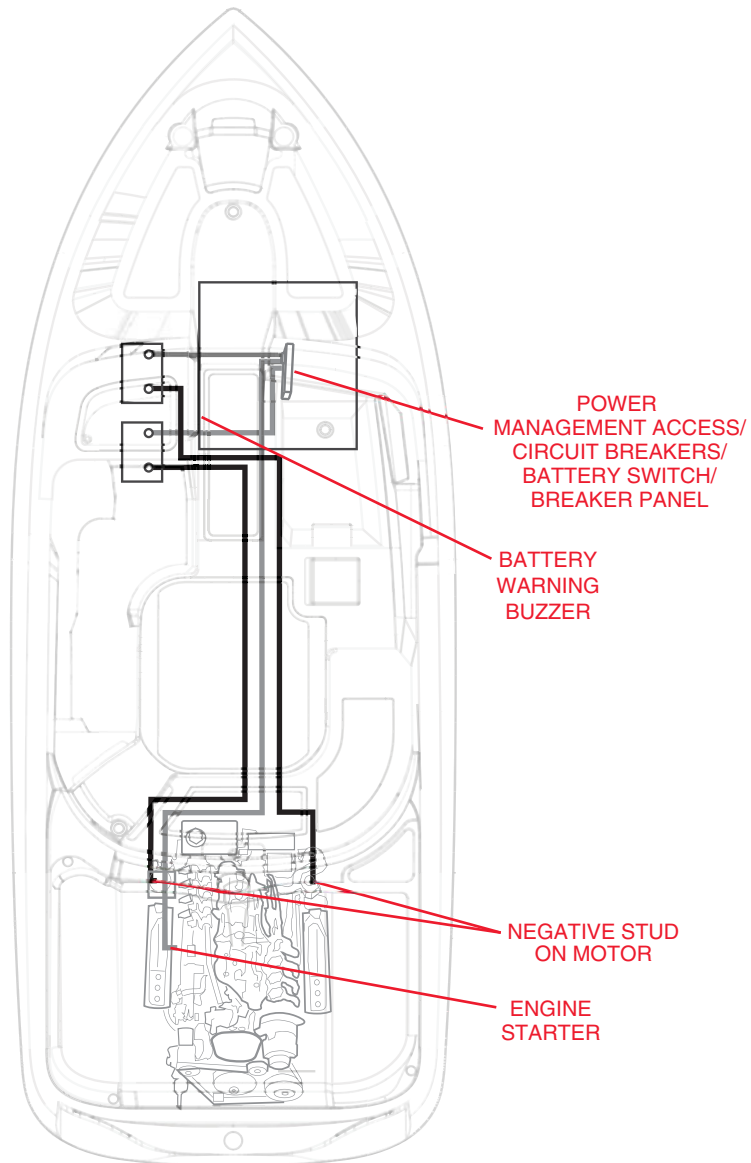 POWER
MANAGEMENT ACCESS/
CIRCUIT BREAKERS/
BATTERY SWITCH/
BREAKER PANEL
BATTERY
WARNING
BUZZER
NEGATIVE STUD
ON MOTOR
ENGINE
STARTER